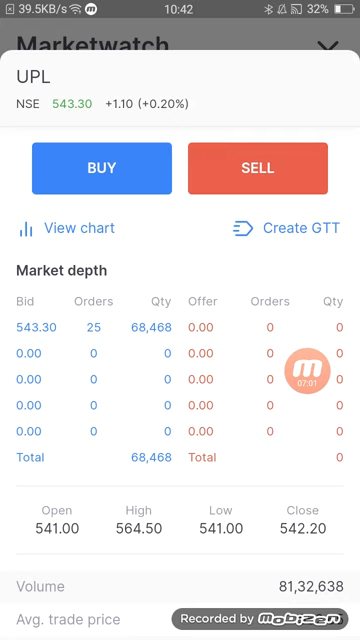 39.5KB/s 10:42 32%
Marketwatch
UPL
NSE 543.30 +1.10 (+0.20%)
BUY SELL
View chart Create GTT
Market depth
Bid Orders Qty Offer Orders Qty
543.30 25 68,468 0.00 0 0
0.00 0 0 0.00 0 0
0.00 0 0 0.00 0 0
0.00 0 0 0.00 0 0
0.00 0 0 0.00 0 0
Total 68,468 Total 0
07:01
Open High Low Close
541.00 564.50 541.00 542.20
Volume 81,32,638
Avg. trade price
Recorded by mobizen